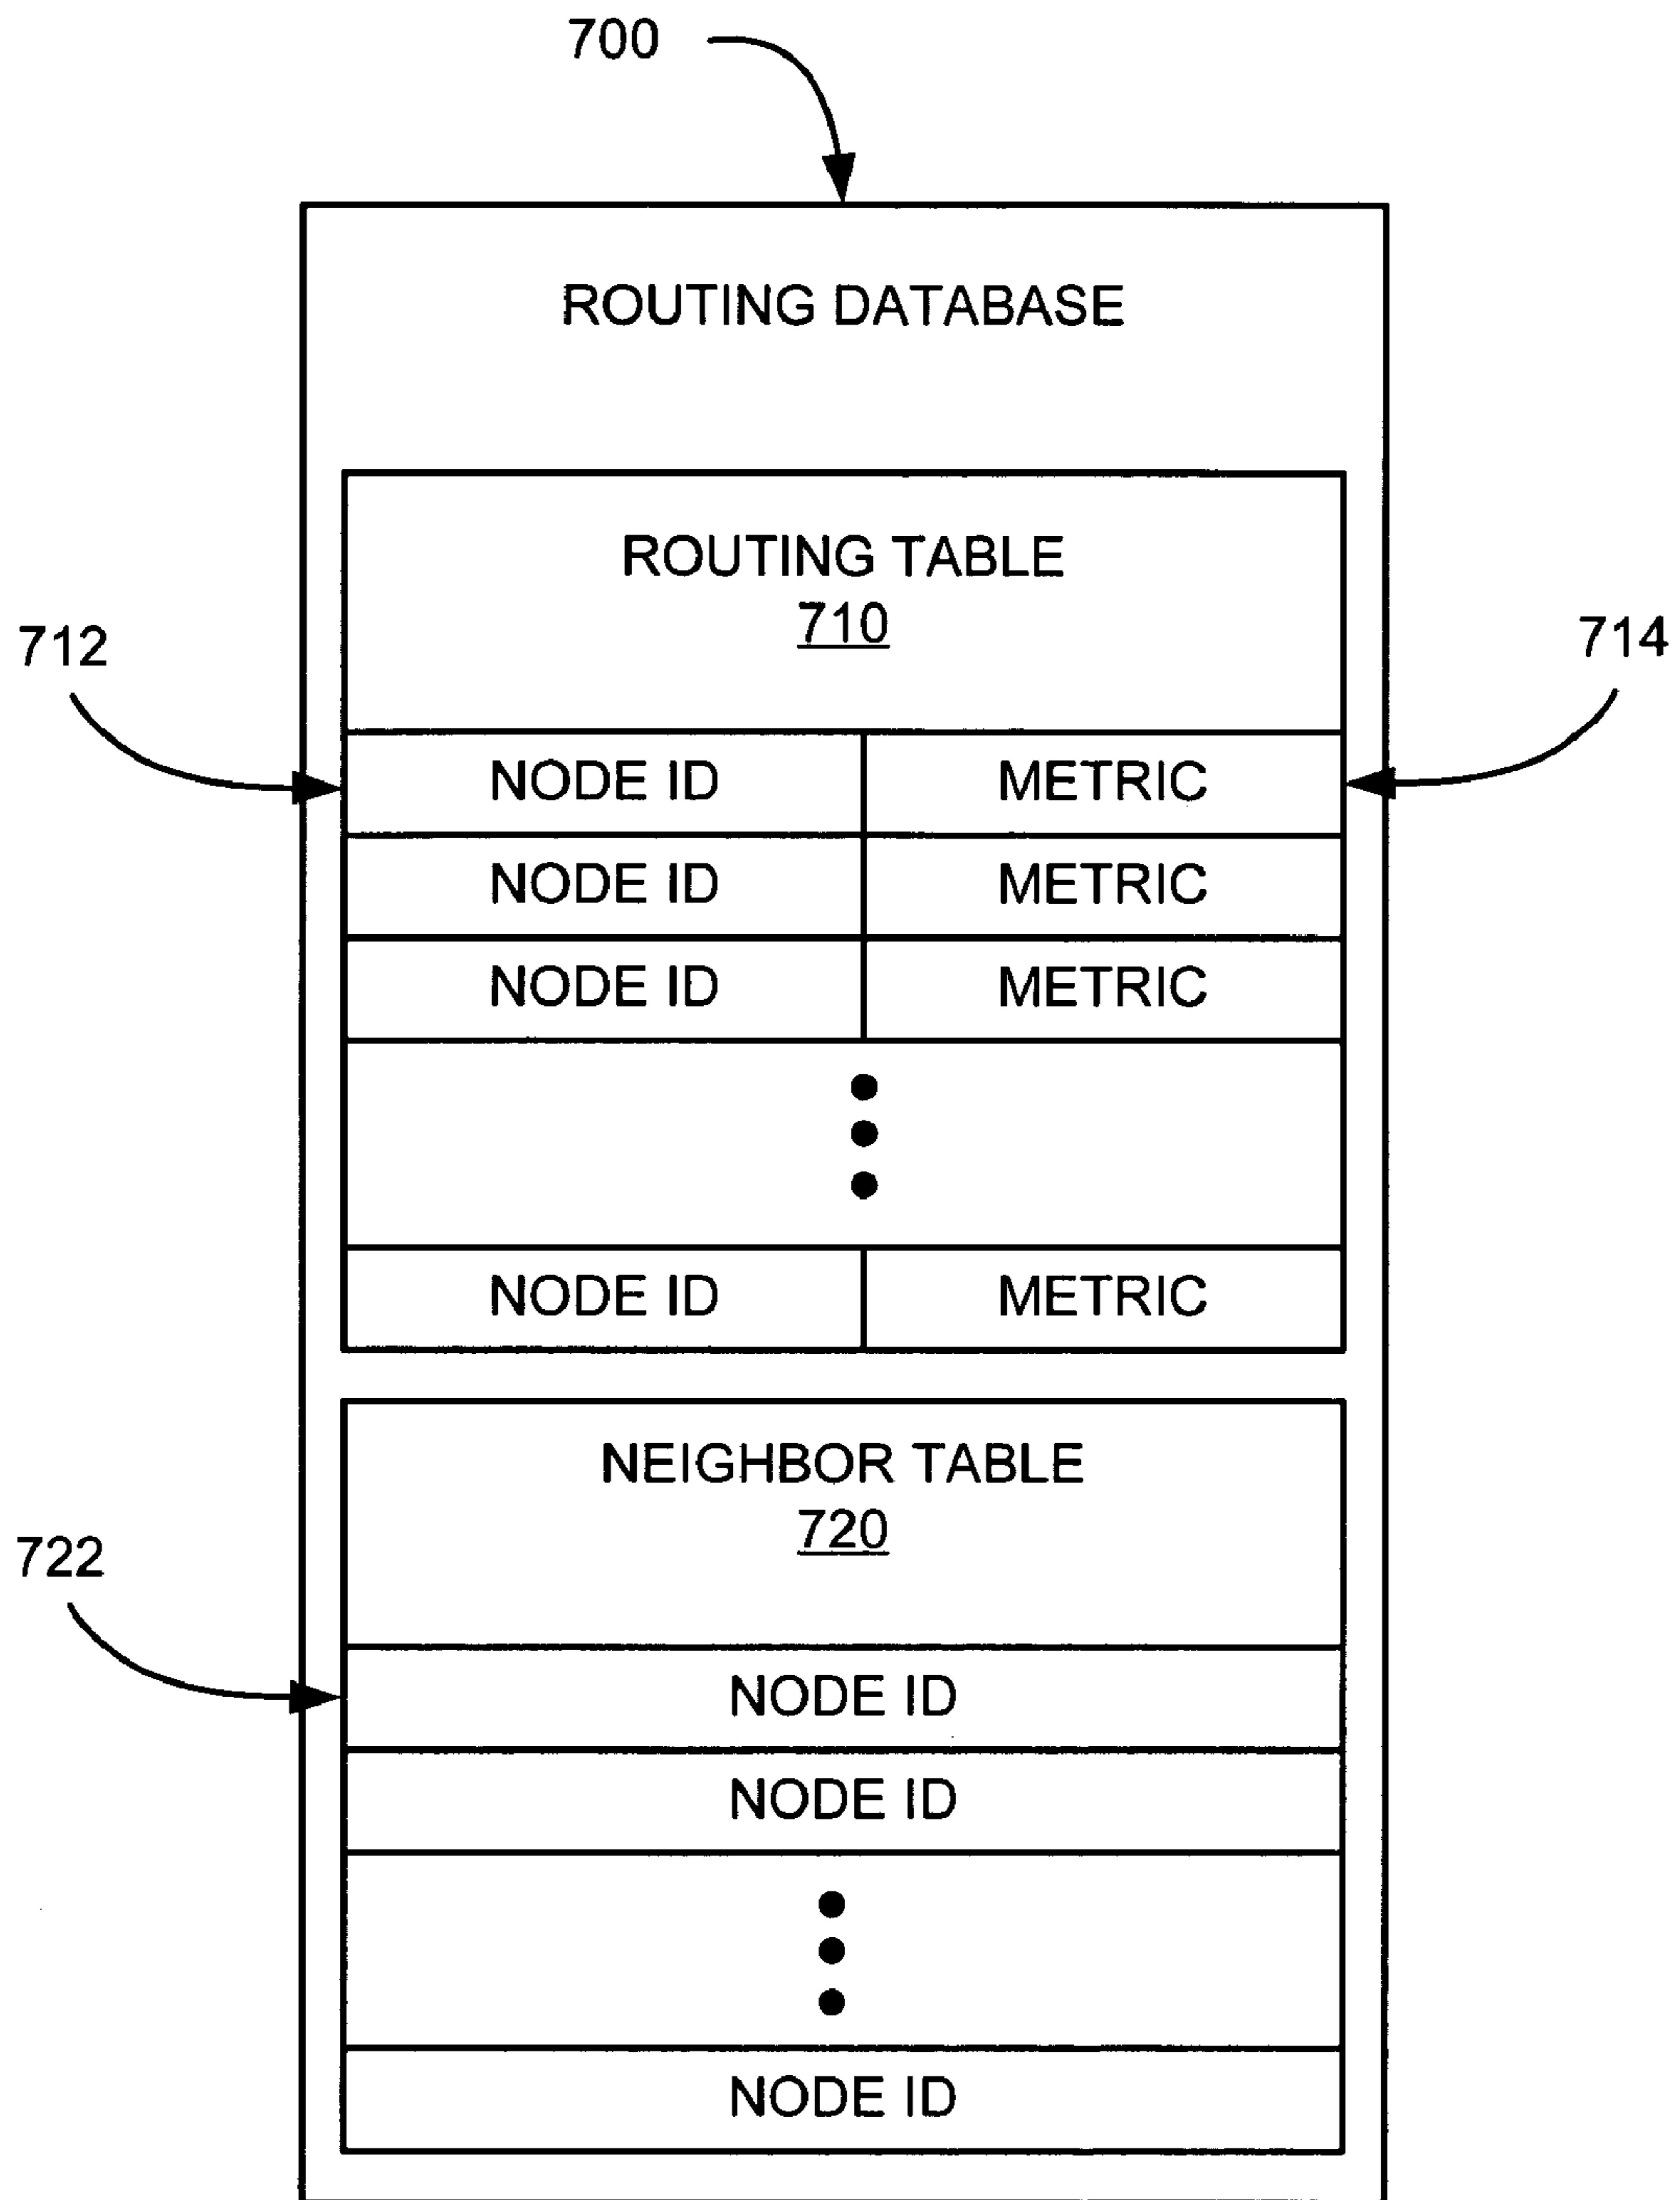 700
ROUTING DATABASE
ROUTING TABLE
710
712
714
NODE ID METRIC
NODE ID METRIC
NODE ID METRIC
NODE ID METRIC
NEIGHBOR TABLE
720
722
NODE ID
NODE ID
NODE ID